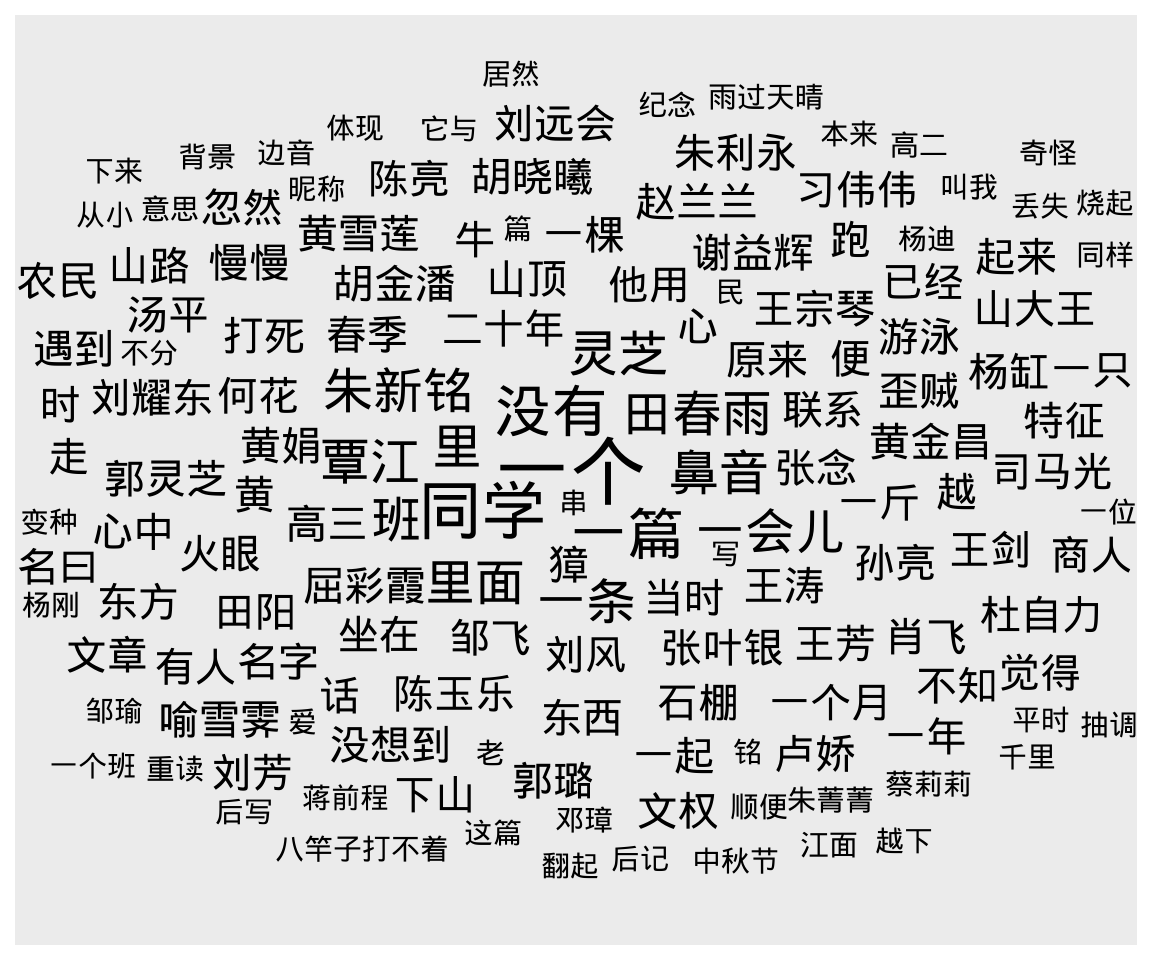 居然
纪念 雨过天晴
体现 它与 刘远会 本来 高二
下来 背景 边音 陈亮 胡晓曦 朱利永 奇怪
从小 意思 忽然 昵称 赵兰兰 习伟伟 叫我 丢失 烧起
黄雪莲 牛 篇 一棵 谢益辉 跑 杨迪 起来 同样
农民 山路 慢慢 胡金潘 山顶 他用 民 王宗琴 已经 山大王
汤平 打死 春季 二十年 心 游泳
遇到 不分 灵芝 原来 便 歪贼 杨缸 一只
时 刘耀东 何花 朱新铭 没有 田春雨 联系 特征
走 黄娟 覃江 里 一个 鼻音 张念 黄金昌 司马光
郭灵芝 黄 高三 班 同学 串 一斤 越 一位
变种 心中 火眼 一篇 一会儿 写 孙亮 王剑 商人
名曰 杨刚 东方 田阳 屈彩霞 里面 獐 一条 当时 王涛 杜自力
文章 有人 名字 坐在 邹飞 刘风 张叶银 王芳 肖飞 觉得
邹瑜 喻雪霁 爱 话 陈玉乐 东西 石棚 一个月 不知 平时 抽调
没想到 老 一起 铭 卢娇 一年 千里
一个班 重读 刘芳 蒋前程 下山 郭璐 文权 顺便 朱菁菁 蔡莉莉
后写 八竿子打不着 这篇 邓璋 江面 越下
翻起 后记 中秋节